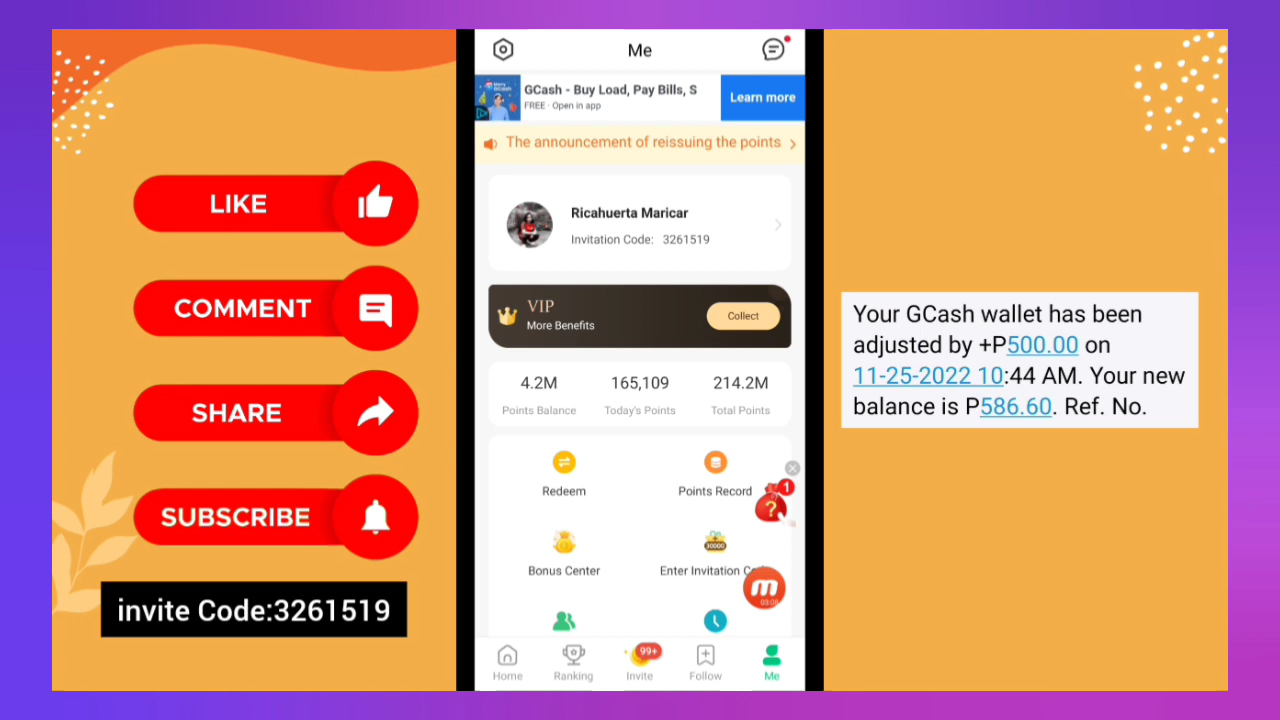 LIKE
COMMENT
SHARE
SUBSCRIBE
invite Code:3261519
Me
GCash - Buy Load, Pay Bills, S
FREE · Open in app
Learn more
The announcement of reissuing the points
Ricahuerta Maricar
Invitation Code: 3261519
VIP
More Benefits
Collect
4.2M 165,109 214.2M
Points Balance Today's Points Total Points
Redeem Points Record
1
?
Bonus Center
30000
Enter Invitation
03:08
99+
Home Ranking Invite Follow Me
Your GCash wallet has been
adjusted by +P500.00 on
11-25-2022 10:44 AM. Your new
balance is P586.60. Ref. No.